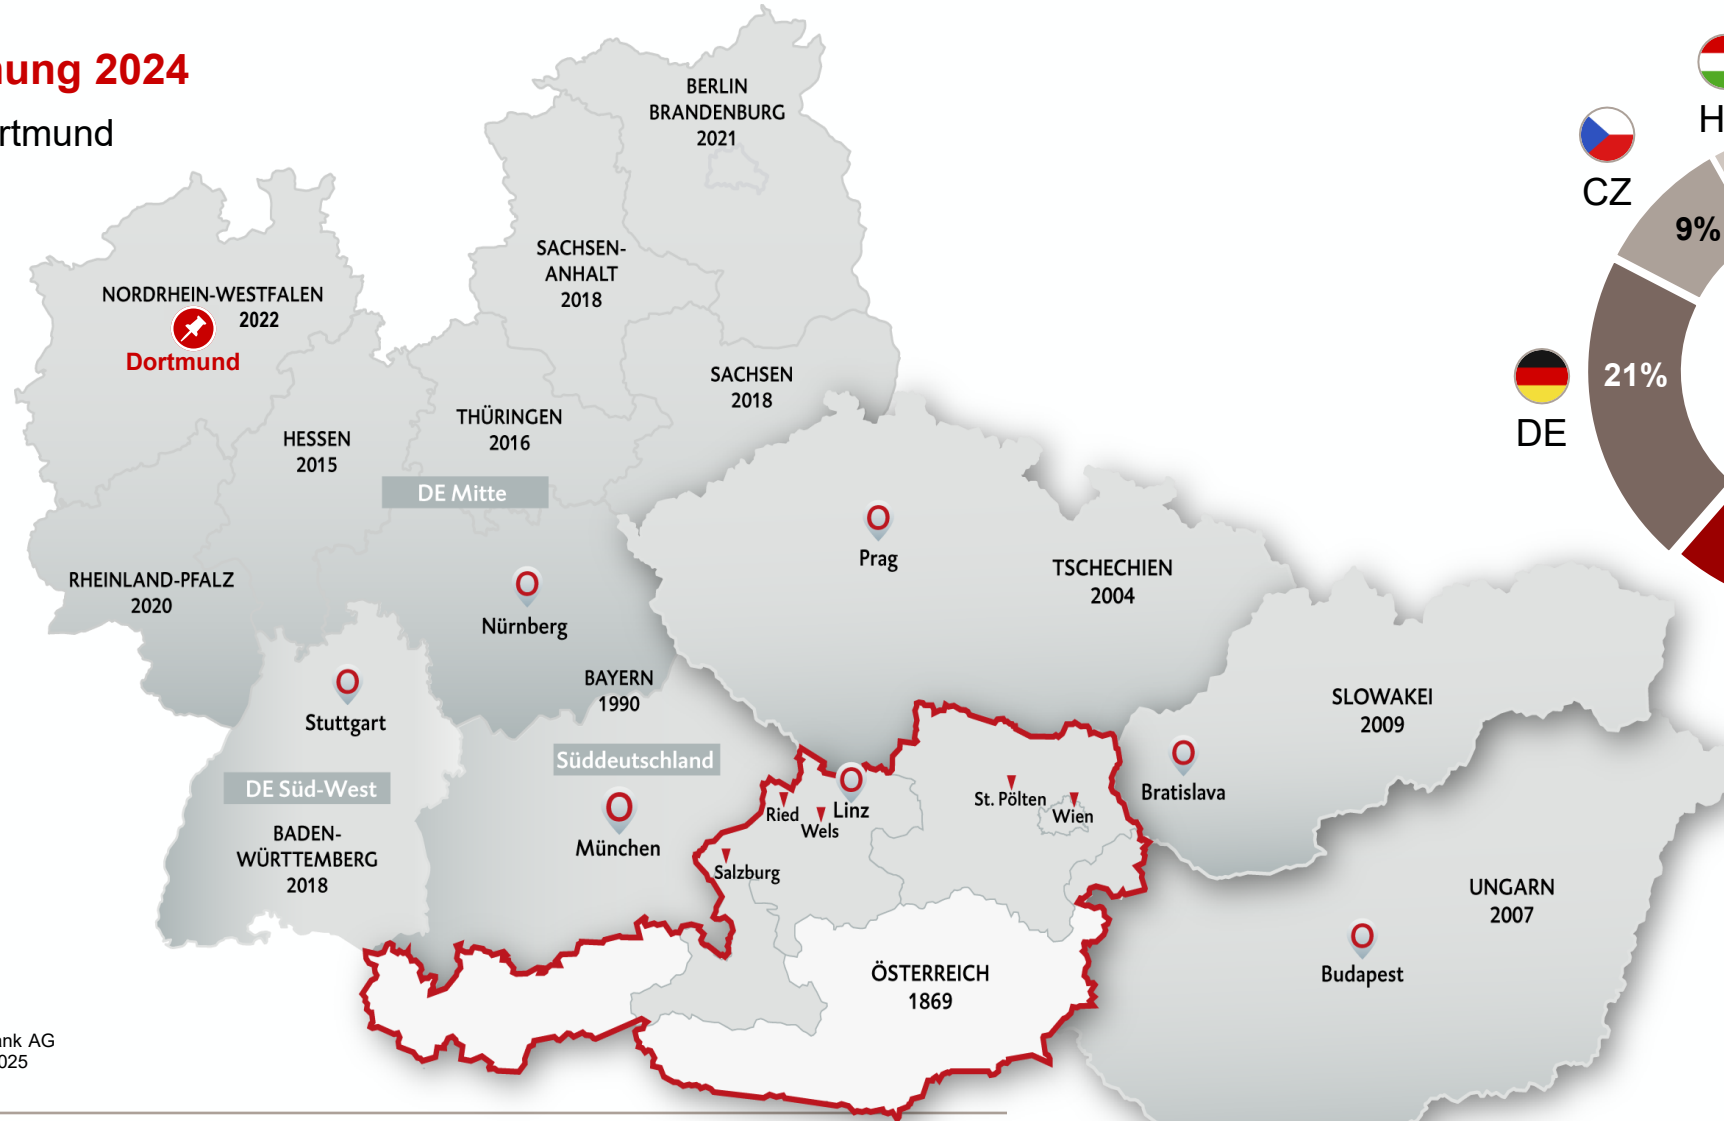 nung 2024
rtmund
BERLIN
BRANDENBURG
2021
H
CZ
9%
SACHSEN-
ANHALT
2018
NORDRHEIN-WESTFALEN
2022
Dortmund
SACHSEN
2018
21%
DE
THÜRINGEN
2016
HESSEN
2015
DE Mitte
Prag
TSCHECHIEN
2004
RHEINLAND-PFALZ
2020
Nürnberg
BAYERN
1990
SLOWAKEI
2009
Stuttgart
Süddeutschland
DE Süd-West
Bratislava
St. Pölten
Ried
Linz
Wien
Wels
BADEN-
WÜRTTEMBERG
2018
München
Salzburg
UNGARN
2007
Budapest
ÖSTERREICH
1869
nk AG
025